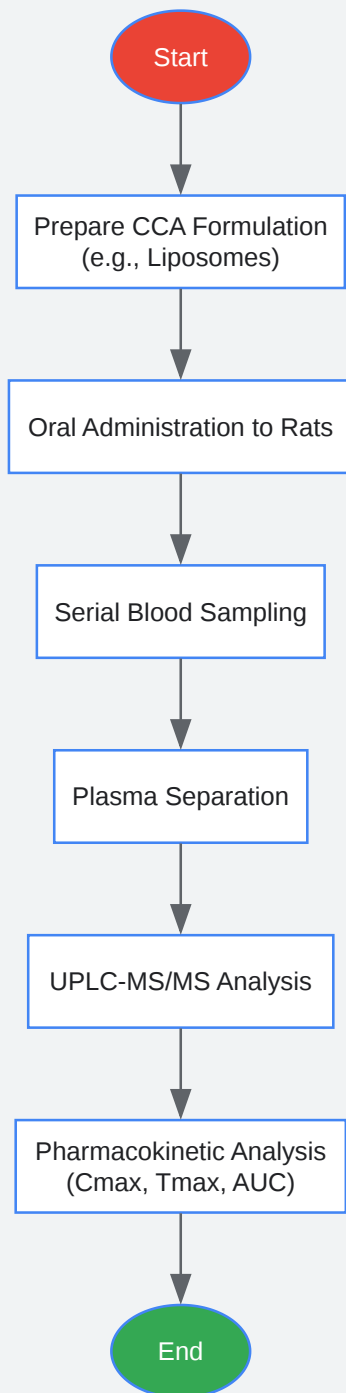 Start
Prepare CCA Formulation
(e.g., Liposomes)
Oral Administration to Rats
Serial Blood Sampling
Plasma Separation
UPLC-MS/MS Analysis
Pharmacokinetic Analysis
(Cmax, Tmax, AUC)
End